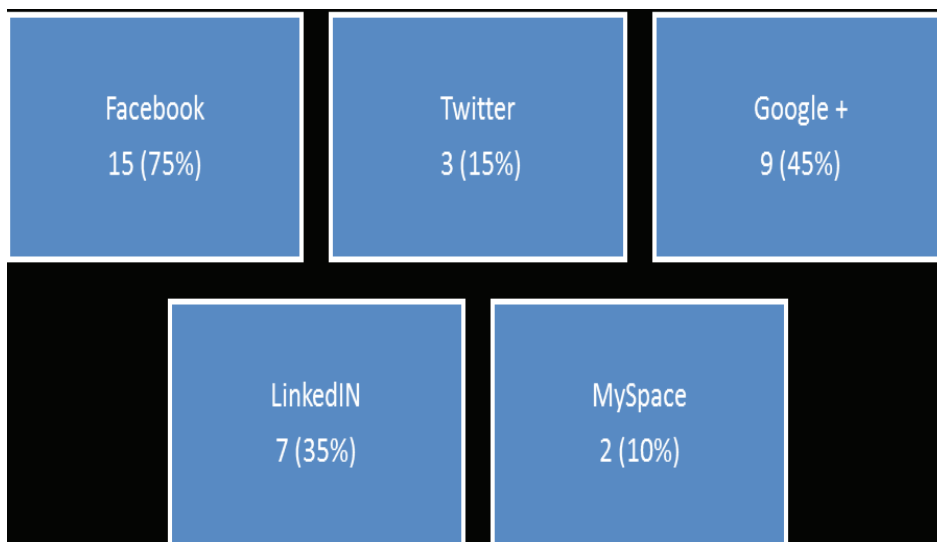 Facebook
15 (75%)
Twitter
3 (15%)
Google +
9 (45%)
LinkedIN
7 (35%)
MySpace
2 (10%)